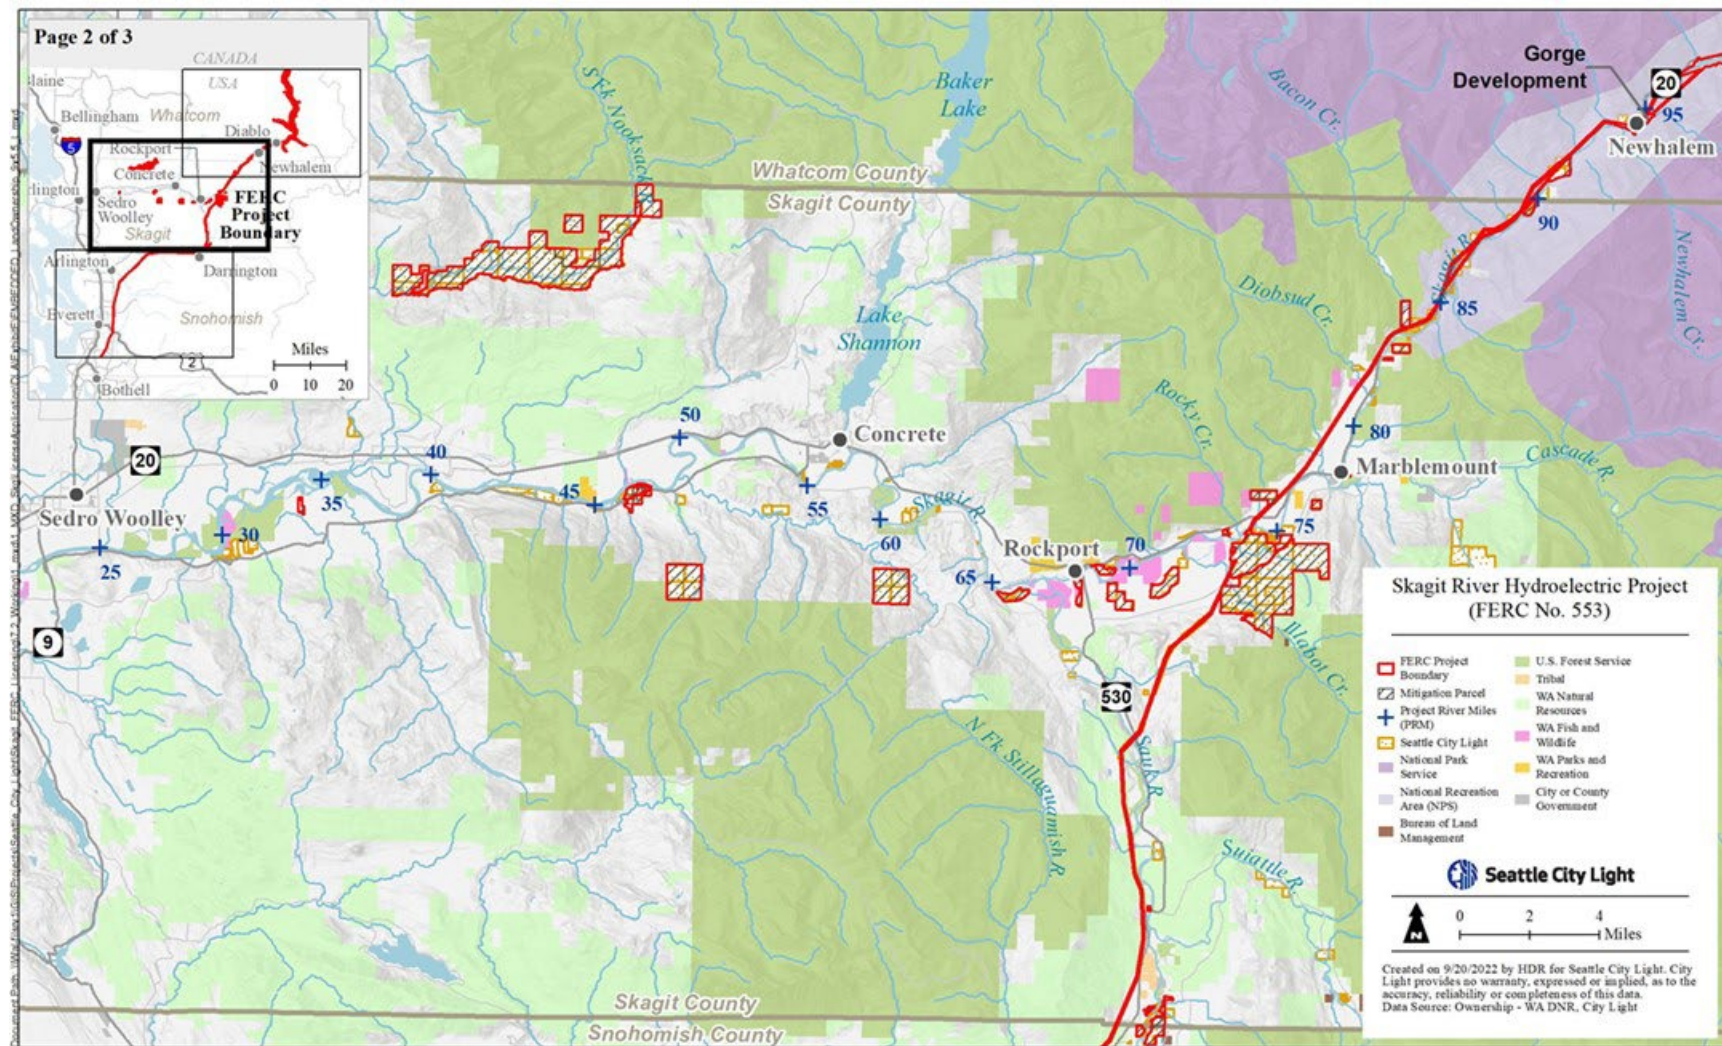 Page 2 of 3
CANADA
USA
Blaine
Bellingham
Whatcom
5
Diablo
Rockport
Newhalem
Concrete
Sedro
Woolley
FERC
Project
Boundary
Skagit
Arlington
Darrington
Everett
Snohomish
Miles
0 10 20
2
Bothell
S Fk Nooksack
Baker
Lake
Whatcom County
Skagit County
Lake
Shannon
Bacon Cr.
Gorge
Development
20
95
Newhalem
90
Newhalem Cr.
Skagit R.
85
Diobsud Cr.
Rocky Cr.
80
Marblemount
Cascade R.
50
Concrete
20
40
45
35
55
Sedro Woolley
30
25
60
Skagit R.
Rockport
70
75
65
9
530
Illabot Cr.
Sauk R.
N Fk Stillaguamish R.
Suiattle R.
Skagit County
Snohomish County
Skagit River Hydroelectric Project
(FERC No. 553)
FERC Project
Boundary
Mitigation Parcel
Project River Miles
(PRM)
Seattle City Light
National Park
Service
National Recreation
Area (NPS)
Bureau of Land
Management
U.S. Forest Service
Tribal
WA Natural
Resources
WA Fish and
Wildlife
WA Parks and
Recreation
City or County
Government
Seattle City Light
N
0 2 4
Miles
Created on 9/20/2022 by HDR for Seattle City Light. City
Light provides no warranty, expressed or implied, as to the
accuracy, reliability or completeness of this data.
Data Source: Ownership - WA DNR, City Light